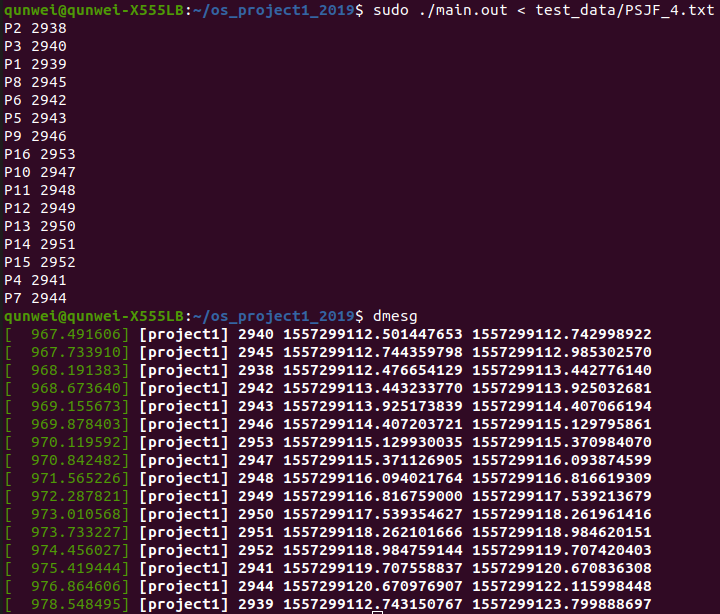 qunwei@qunwei-X555LB:~/os_project1_2019$ sudo ./main.out < test_data/PSJF_4.txt
P2 2938
P3 2940
P1 2939
P8 2945
P6 2942
P5 2943
P9 2946
P16 2953
P10 2947
P11 2948
P12 2949
P13 2950
P14 2951
P15 2952
P4 2941
P7 2944
qunwei@qunwei-X555LB:~/os_project1_2019$ dmesg
[  967.491606] [project1] 2940 1557299112.501447653 1557299112.742998922
[  967.733910] [project1] 2945 1557299112.744359798 1557299112.985302570
[  968.191383] [project1] 2938 1557299112.476654129 1557299113.442776140
[  968.673640] [project1] 2942 1557299113.443233770 1557299113.925032681
[  969.155673] [project1] 2943 1557299113.925173839 1557299114.407066194
[  969.878403] [project1] 2946 1557299114.407203721 1557299115.129795861
[  970.119592] [project1] 2953 1557299115.129930035 1557299115.370984070
[  970.842482] [project1] 2947 1557299115.371126905 1557299116.093874599
[  971.565226] [project1] 2948 1557299116.094021764 1557299116.816619309
[  972.287821] [project1] 2949 1557299116.816759000 1557299117.539213679
[  973.010568] [project1] 2950 1557299117.539354627 1557299118.261961416
[  973.733227] [project1] 2951 1557299118.262101666 1557299118.984620151
[  974.456027] [project1] 2952 1557299118.984759144 1557299119.707420403
[  975.419444] [project1] 2941 1557299119.707558837 1557299120.670836308
[  976.864606] [project1] 2944 1557299120.670976907 1557299122.115998448
[  978.548495] [project1] 2939 1557299112.743150767 1557299123.799888697